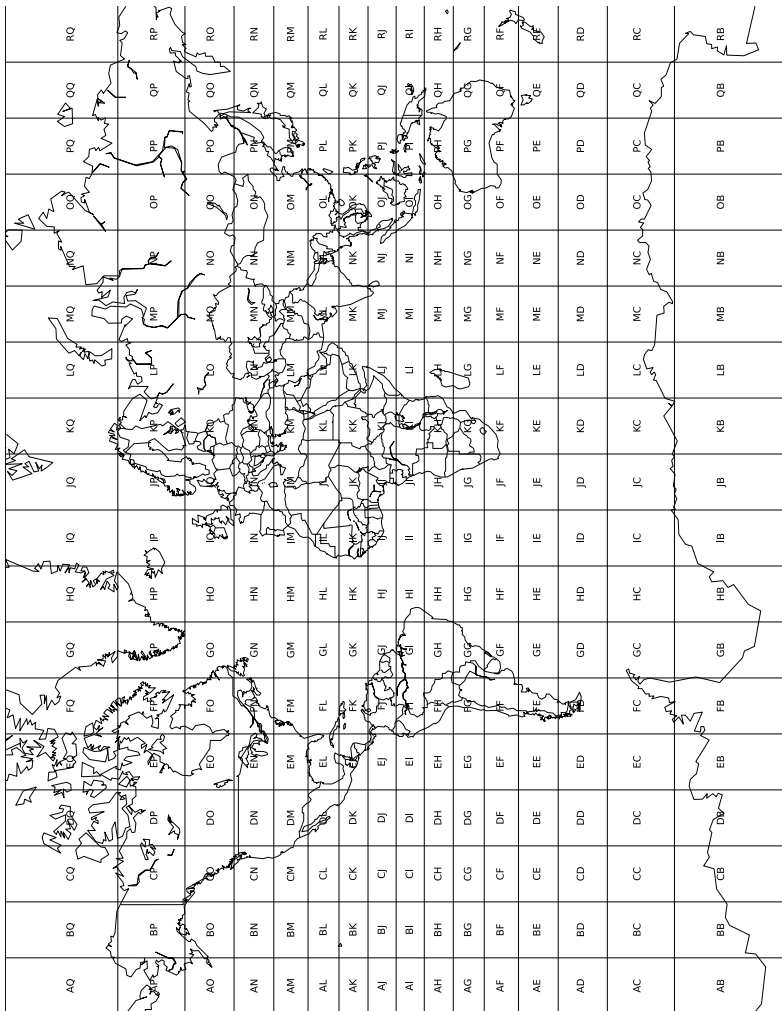 AQ BQ CQ DQ EQ FQ GQ HQ IQ JQ KQ LQ MQ NQ OQ PQ QQ RQ
AP BP CP DP EP FP GP HP IP JP KP LP MP NP OP PP QP RP
AO BO CO DO EO FO GO HO IO JO KO LO MO NO OO PO QO RO
AN BN CN DN EN FN GN HN IN JN KN LN MN NN ON PN QN RN
AM BM CM DM EM FM GM HM IM JM KM LM MM NM OM PM QM RM
AL BL CL DL EL FL GL HL IL JL KL LL ML NL OL PL QL RL
AK BK CK DK EK FK GK HK IK JK KK LK MK NK OK PK QK RK
AJ BJ CJ DJ EJ FJ GJ HJ IJ JJ KJ LJ MJ NJ OJ PJ QJ RJ
AI BI CI DI EI FI GI HI II JI KI LI MI NI OI PI QI RI
AH BH CH DH EH FH GH HH IH JH KH LH MH NH OH PH QH RH
AG BG CG DG EG FG GG HG IG JG KG LG MG NG OG PG QG RG
AF BF CF DF EF FF GF HF IF JF KF LF MF NF OF PF QF RF
AE BE CE DE EE FE GE HE IE JE KE LE ME NE OE PE QE RE
AD BD CD DD ED FD GD HD ID JD KD LD MD ND OD PD QD RD
AC BC CC DC EC FC GC HC IC JC KC LC MC NC OC PC QC RC
AB BB CB DB EB FB GB HB IB JB KB LB MB NB OB PB QB RB